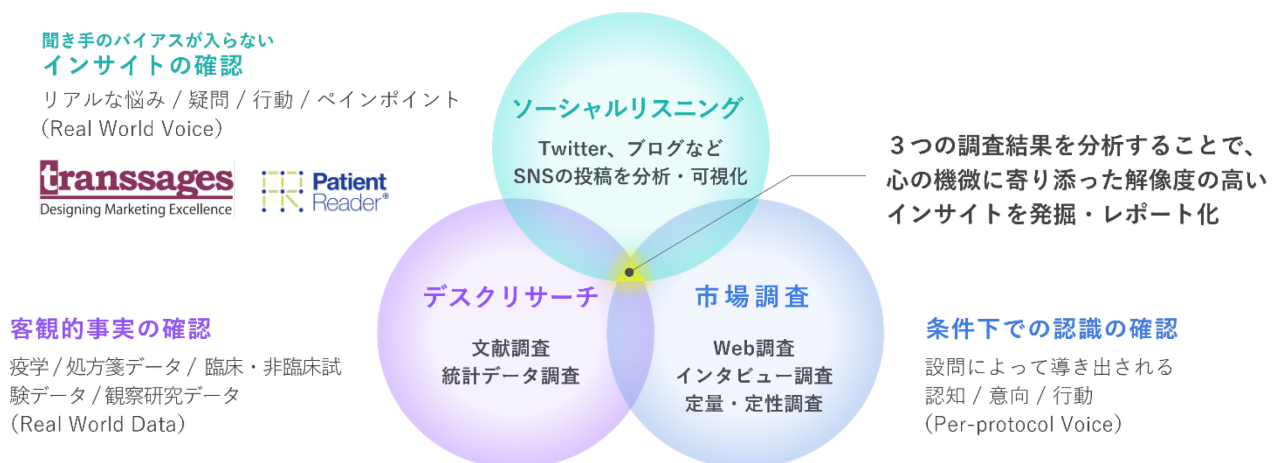 聞き手のバイアスが入らない
インサイトの確認
リアルな悩み / 疑問 / 行動 / ペインポイント
(Real World Voice)
transsages
Designing Marketing Excellence
Patient
Reader®
ソーシャルリスニング
Twitter、ブログなど
SNSの投稿を分析・可視化
３つの調査結果を分析することで、
心の機微に寄り添った解像度の高い
インサイトを発掘・レポート化
デスクリサーチ
文献調査
統計データ調査
市場調査
Web調査
インタビュー調査
定量・定性調査
客観的事実の確認
疫学 / 処方箋データ / 臨床・非臨床試
験データ / 観察研究データ
(Real World Data)
条件下での認識の確認
設問によって導き出される
認知 / 意向 / 行動
(Per-protocol Voice)